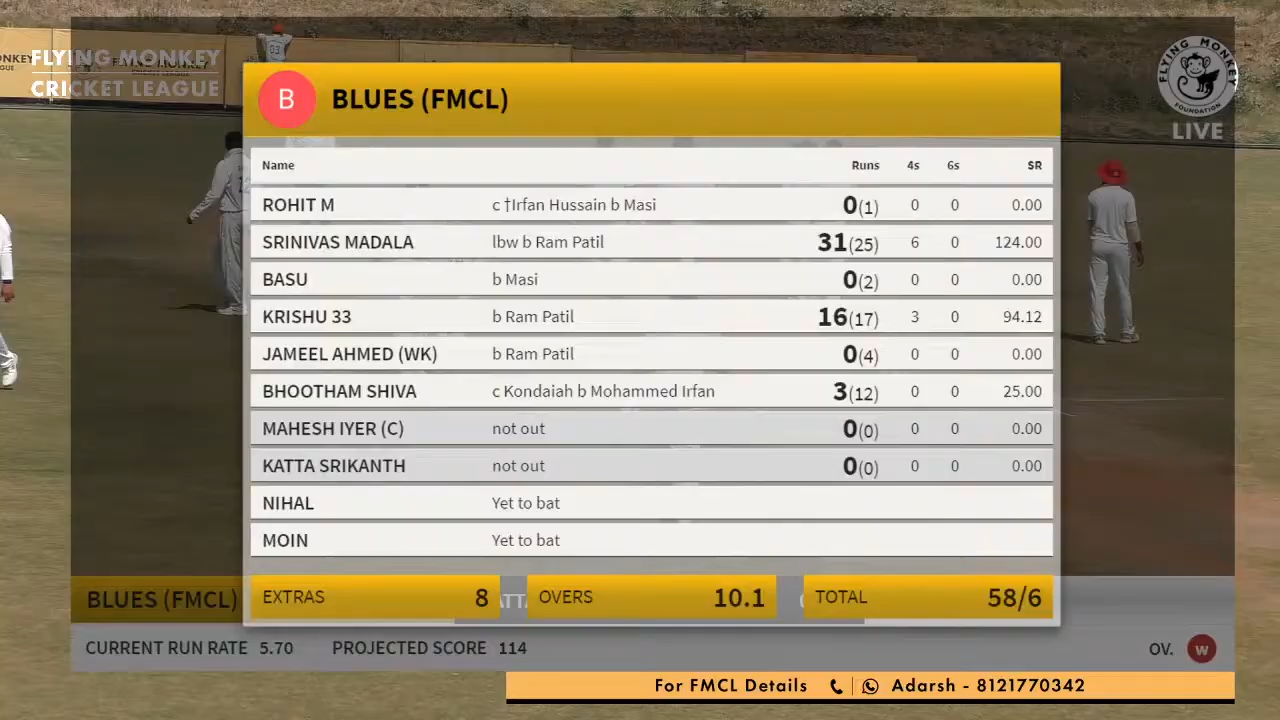 FLYING MONKEY
CRICKET LEAGUE
03
FLYING MONKEY
FOUNDATION
LIVE
B BLUES (FMCL)
Name Runs 4s 6s SR
ROHIT M c †Irfan Hussain b Masi 0(1) 0 0 0.00
SRINIVAS MADALA lbw b Ram Patil 31(25) 6 0 124.00
BASU b Masi 0(2) 0 0 0.00
KRISHU 33 b Ram Patil 16(17) 3 0 94.12
JAMEEL AHMED (WK) b Ram Patil 0(4) 0 0 0.00
BHOOTHAM SHIVA c Kondaiah b Mohammed Irfan 3(12) 0 0 25.00
MAHESH IYER (C) not out 0(0) 0 0 0.00
KATTA SRIKANTH not out 0(0) 0 0 0.00
NIHAL Yet to bat
MOIN Yet to bat
EXTRAS 8 OVERS 10.1 TOTAL 58/6
BLUES (FMCL)
CURRENT RUN RATE 5.70 PROJECTED SCORE 114 OV. W
For FMCL Details Adarsh - 8121770342